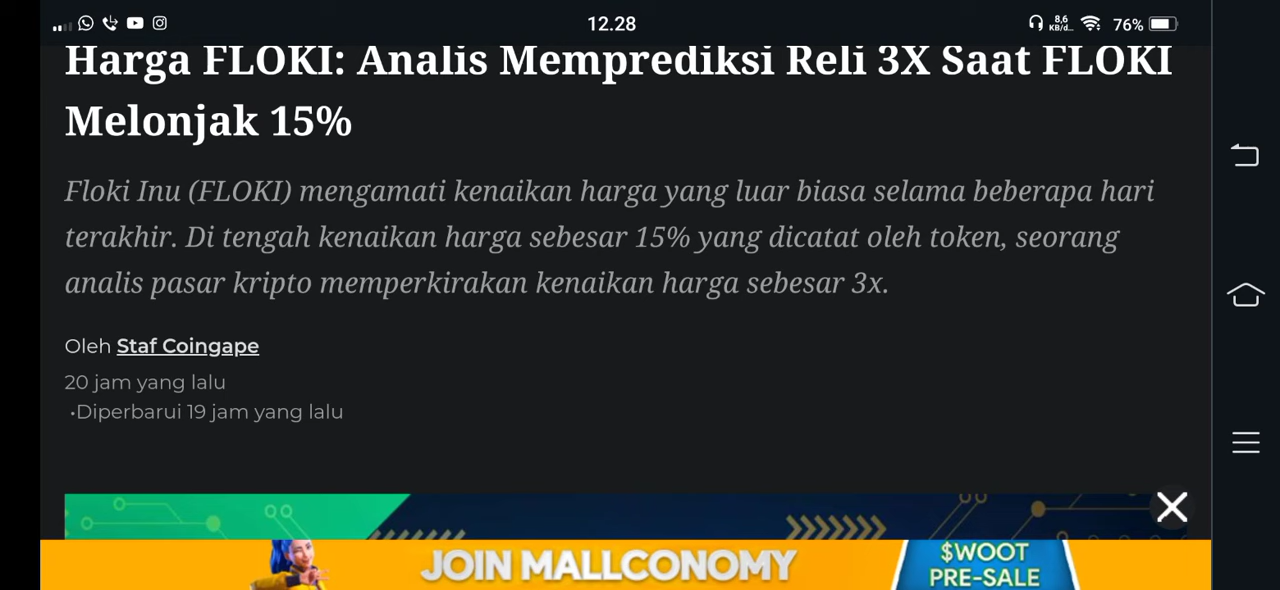 12.28
8,6
KB/d...
76%
Harga FLOKI: Analis Memprediksi Reli 3X Saat FLOKI
Melonjak 15%
Floki Inu (FLOKI) mengamati kenaikan harga yang luar biasa selama beberapa hari
terakhir. Di tengah kenaikan harga sebesar 15% yang dicatat oleh token, seorang
analis pasar kripto memperkirakan kenaikan harga sebesar 3x.
Oleh Staf Coingape
20 jam yang lalu
•Diperbarui 19 jam yang lalu
JOIN MALLCONOMY
$WOOT
PRE-SALE